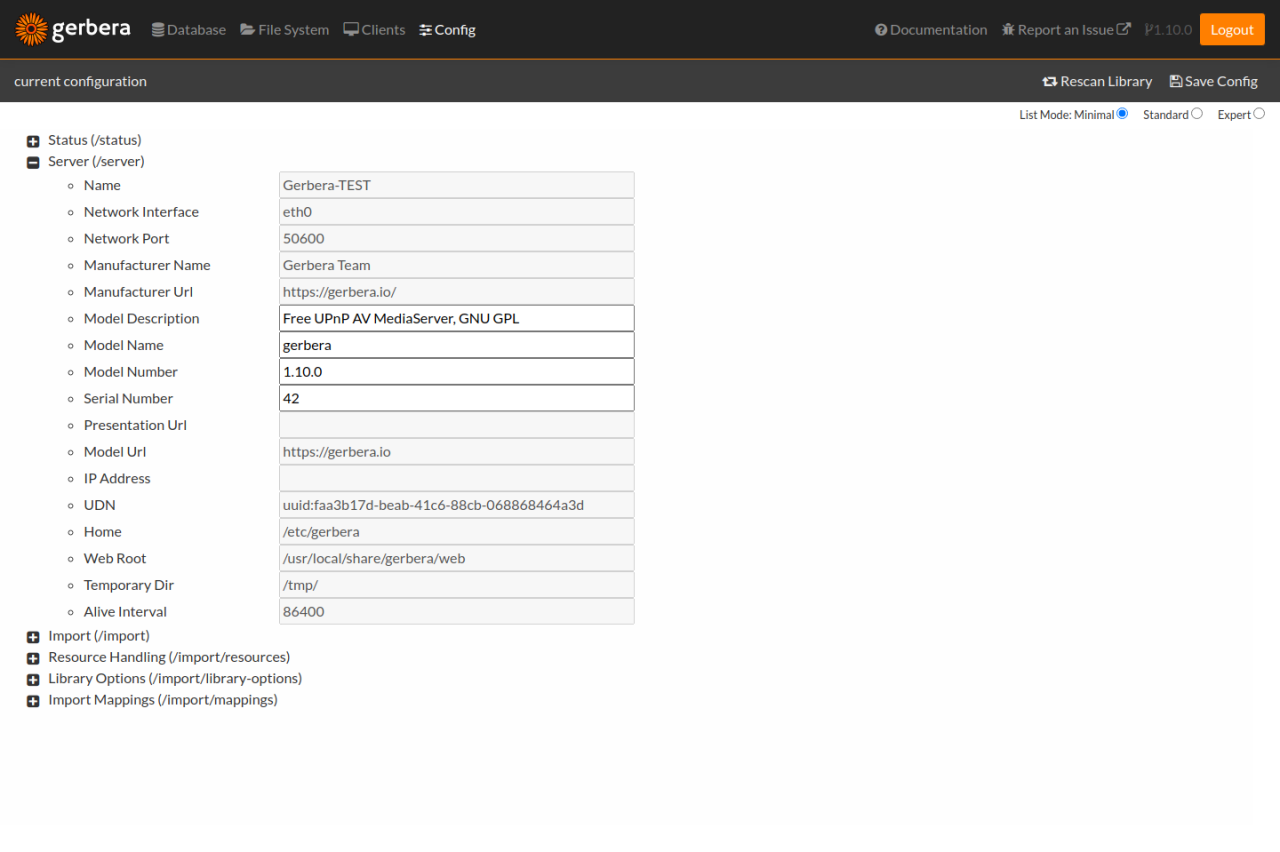 gerbera Database File System Clients Config Documentation Report an Issue 1.10.0 Logout
current configuration Rescan Library Save Config
List Mode: Minimal Standard Expert
Status (/status)
Server (/server)
Name Gerbera-TEST
Network Interface eth0
Network Port 50600
Manufacturer Name Gerbera Team
Manufacturer Url https://gerbera.io/
Model Description Free UPnP AV MediaServer, GNU GPL
Model Name gerbera
Model Number 1.10.0
Serial Number 42
Presentation Url
Model Url https://gerbera.io
IP Address
UDN uuid:faa3b17d-beab-41c6-88cb-068868464a3d
Home /etc/gerbera
Web Root /usr/local/share/gerbera/web
Temporary Dir /tmp/
Alive Interval 86400
Import (/import)
Resource Handling (/import/resources)
Library Options (/import/library-options)
Import Mappings (/import/mappings)